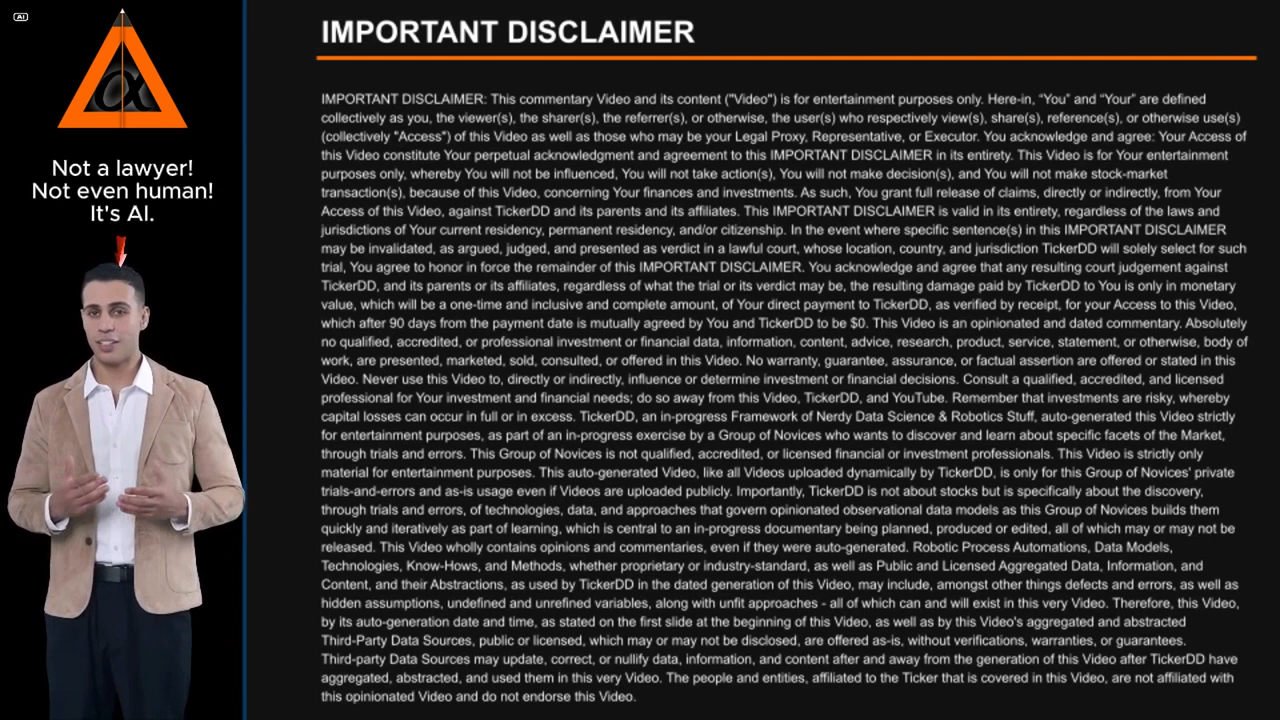 AI
α
Not a lawyer!
Not even human!
It's AI.
IMPORTANT DISCLAIMER
IMPORTANT DISCLAIMER: This commentary Video and its content ("Video") is for entertainment purposes only. Here-in, “You” and “Your” are defined
collectively as you, the viewer(s), the sharer(s), the referrer(s), or otherwise, the user(s) who respectively view(s), share(s), reference(s), or otherwise use(s)
(collectively "Access") of this Video as well as those who may be your Legal Proxy, Representative, or Executor. You acknowledge and agree: Your Access of
this Video constitute Your perpetual acknowledgment and agreement to this IMPORTANT DISCLAIMER in its entirety. This Video is for Your entertainment
purposes only, whereby You will not be influenced, You will not take action(s), You will not make decision(s), and You will not make stock-market
transaction(s), because of this Video, concerning Your finances and investments. As such, You grant full release of claims, directly or indirectly, from Your
Access of this Video, against TickerDD and its parents and its affiliates. This IMPORTANT DISCLAIMER is valid in its entirety, regardless of the laws and
jurisdictions of Your current residency, permanent residency, and/or citizenship. In the event where specific sentence(s) in this IMPORTANT DISCLAIMER
may be invalidated, as argued, judged, and presented as verdict in a lawful court, whose location, country, and jurisdiction TickerDD will solely select for such
trial, You agree to honor in force the remainder of this IMPORTANT DISCLAIMER. You acknowledge and agree that any resulting court judgement against
TickerDD, and its parents or its affiliates, regardless of what the trial or its verdict may be, the resulting damage paid by TickerDD to You is only in monetary
value, which will be a one-time and inclusive and complete amount, of Your direct payment to TickerDD, as verified by receipt, for your Access to this Video,
which after 90 days from the payment date is mutually agreed by You and TickerDD to be $0. This Video is an opinionated and dated commentary. Absolutely
no qualified, accredited, or professional investment or financial data, information, content, advice, research, product, service, statement, or otherwise, body of
work, are presented, marketed, sold, consulted, or offered in this Video. No warranty, guarantee, assurance, or factual assertion are offered or stated in this
Video. Never use this Video to, directly or indirectly, influence or determine investment or financial decisions. Consult a qualified, accredited, and licensed
professional for Your investment and financial needs; do so away from this Video, TickerDD, and YouTube. Remember that investments are risky, whereby
capital losses can occur in full or in excess. TickerDD, an in-progress Framework of Nerdy Data Science & Robotics Stuff, auto-generated this Video strictly
for entertainment purposes, as part of an in-progress exercise by a Group of Novices who wants to discover and learn about specific facets of the Market,
through trials and errors. This Group of Novices is not qualified, accredited, or licensed financial or investment professionals. This Video is strictly only
material for entertainment purposes. This auto-generated Video, like all Videos uploaded dynamically by TickerDD, is only for this Group of Novices' private
trials-and-errors and as-is usage even if Videos are uploaded publicly. Importantly, TickerDD is not about stocks but is specifically about the discovery,
through trials and errors, of technologies, data, and approaches that govern opinionated observational data models as this Group of Novices builds them
quickly and iteratively as part of learning, which is central to an in-progress documentary being planned, produced or edited, all of which may or may not be
released. This Video wholly contains opinions and commentaries, even if they were auto-generated. Robotic Process Automations, Data Models,
Technologies, Know-Hows, and Methods, whether proprietary or industry-standard, as well as Public and Licensed Aggregated Data, Information, and
Content, and their Abstractions, as used by TickerDD in the dated generation of this Video, may include, amongst other things defects and errors, as well as
hidden assumptions, undefined and unrefined variables, along with unfit approaches - all of which can and will exist in this very Video. Therefore, this Video,
by its auto-generation date and time, as stated on the first slide at the beginning of this Video, as well as by this Video's aggregated and abstracted
Third-Party Data Sources, public or licensed, which may or may not be disclosed, are offered as-is, without verifications, warranties, or guarantees.
Third-party Data Sources may update, correct, or nullify data, information, and content after and away from the generation of this Video after TickerDD have
aggregated, abstracted, and used them in this very Video. The people and entities, affiliated to the Ticker that is covered in this Video, are not affiliated with
this opinionated Video and do not endorse this Video.